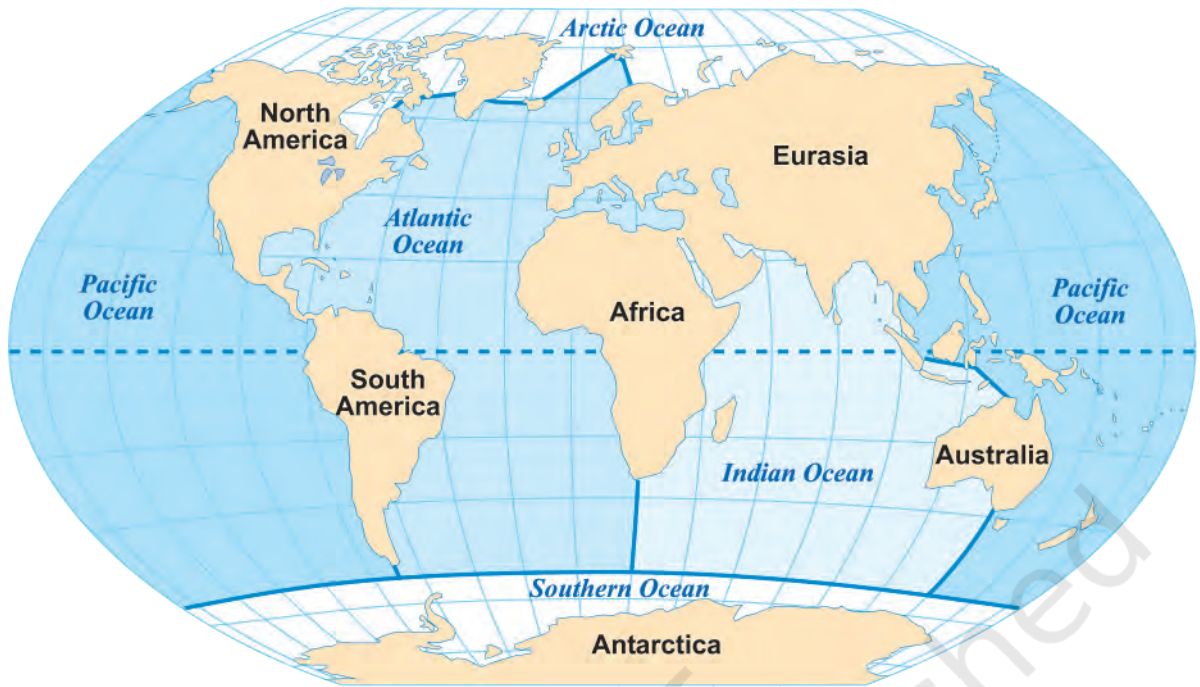 Arctic Ocean
North
America
Eurasia
Atlantic
Ocean
Pacific
Ocean
Africa
Pacific
Ocean
South
America
Australia
Indian Ocean
Southern Ocean
Antarctica